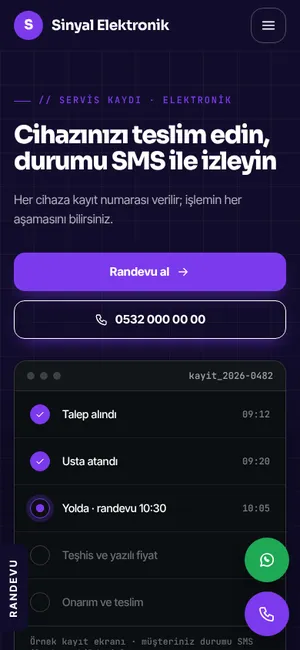 S Sinyal Elektronik
// SERVİS KAYDI · ELEKTRONİK
Cihazınızı teslim edin,
durumu SMS ile izleyin
Her cihaza kayıt numarası verilir; işlemin her
aşamasını bilirsiniz.
Randevu al →
0532 000 00 00
kayit_2026-0482
Talep alındı 09:12
Usta atandı 09:20
Yolda · randevu 10:30 10:05
Teşhis ve yazılı fiyat
Onarım ve teslim
RANDEVU
Örnek kayıt ekranı · müşteriniz durumu SMS